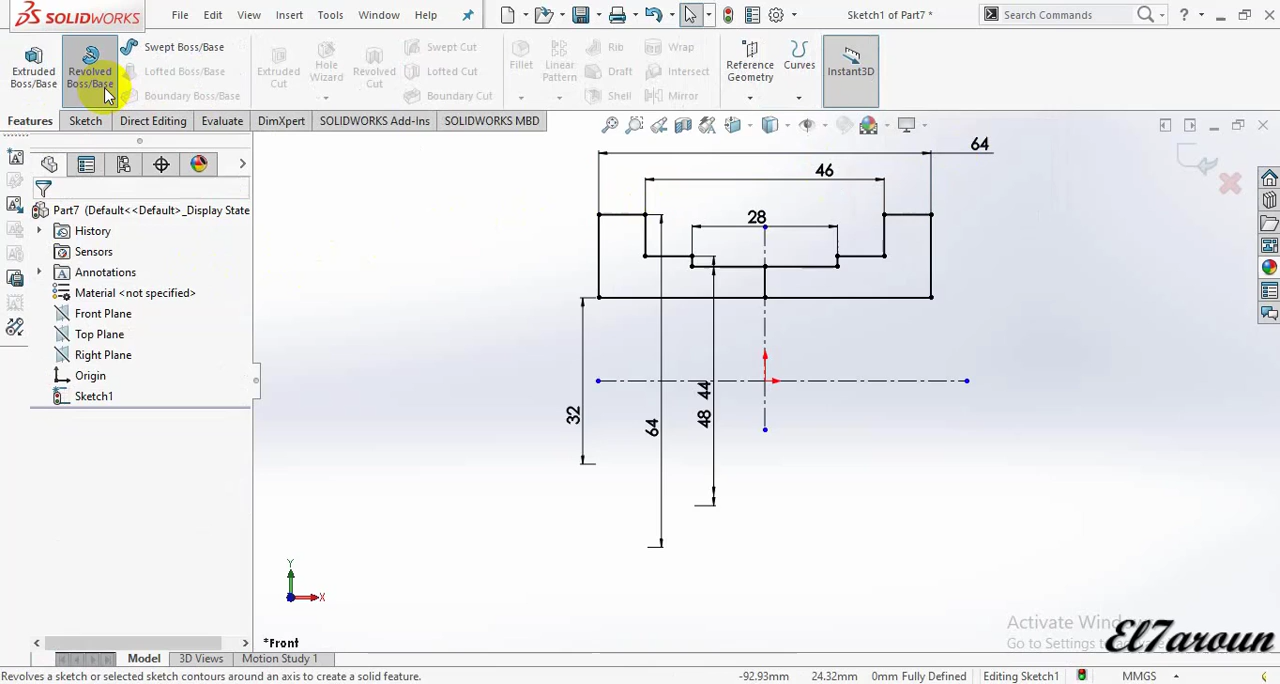 SOLIDWORKS
File
Edit
View
Insert
Tools
Window
Help
Sketch1 of Part7 *
Search Commands
Extruded Boss/Base
Revolved Boss/Base
Swept Boss/Base
Lofted Boss/Base
Boundary Boss/Base
Extruded Cut
Hole Wizard
Revolved Cut
Swept Cut
Lofted Cut
Boundary Cut
Fillet
Linear Pattern
Rib
Draft
Shell
Wrap
Intersect
Mirror
Reference Geometry
Curves
Instant3D
Features
Sketch
Direct Editing
Evaluate
DimXpert
SOLIDWORKS Add-Ins
SOLIDWORKS MBD
Part7 (Default<<Default>_Display State
History
Sensors
Annotations
Material <not specified>
Front Plane
Top Plane
Right Plane
Origin
Sketch1
64
46
28
32
64
48
44
Y
X
*Front
Activate Win
Go to Settings to
El7aroun
Model
3D Views
Motion Study 1
Revolves a sketch or selected sketch contours around an axis to create a solid feature.
-92.93mm
24.32mm
0mm
Fully Defined
Editing Sketch1
MMGS